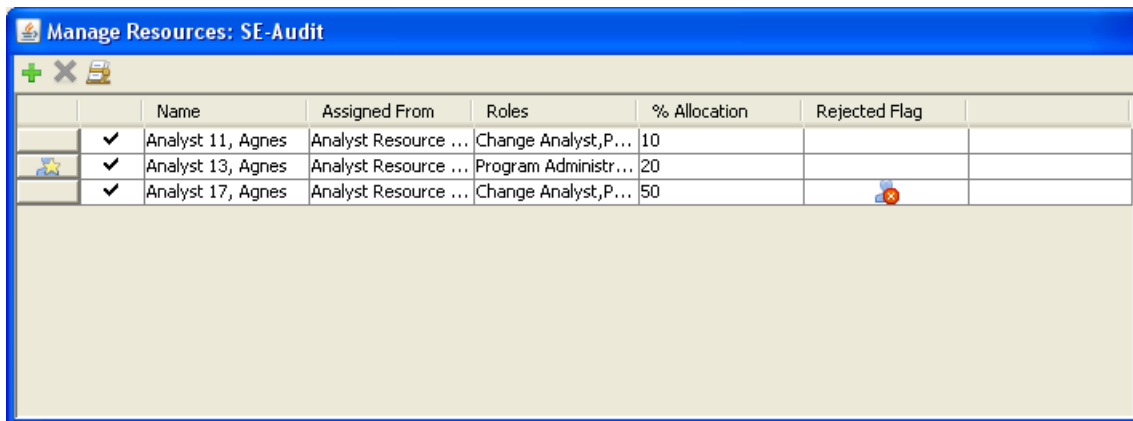 Manage Resources: SE-Audit
Name Assigned From Roles % Allocation Rejected Flag
Analyst 11, Agnes Analyst Resource ... Change Analyst,P... 10
Analyst 13, Agnes Analyst Resource ... Program Administr... 20
Analyst 17, Agnes Analyst Resource ... Change Analyst,P... 50